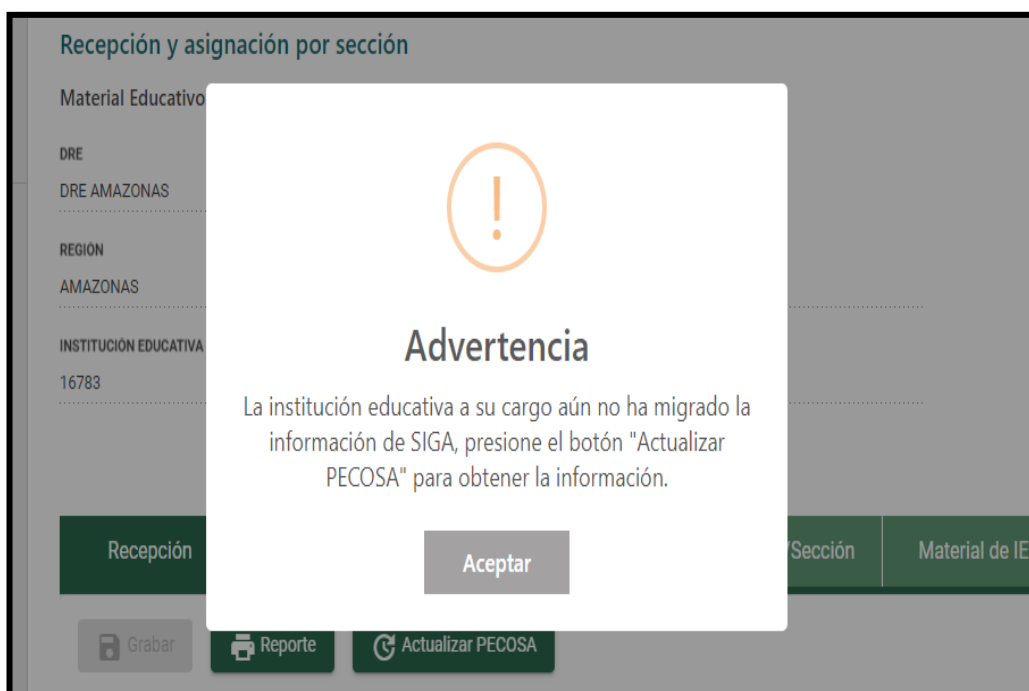 Recepción y asignación por sección
Material Educativo
DRE
DRE AMAZONAS
REGIÓN
AMAZONAS
INSTITUCIÓN EDUCATIVA
16783
!
Advertencia
La institución educativa a su cargo aún no ha migrado la
información de SIGA, presione el botón "Actualizar
PECOSA" para obtener la información.
Aceptar
Recepción
/Sección
Material de IE
Grabar
Reporte
Actualizar PECOSA